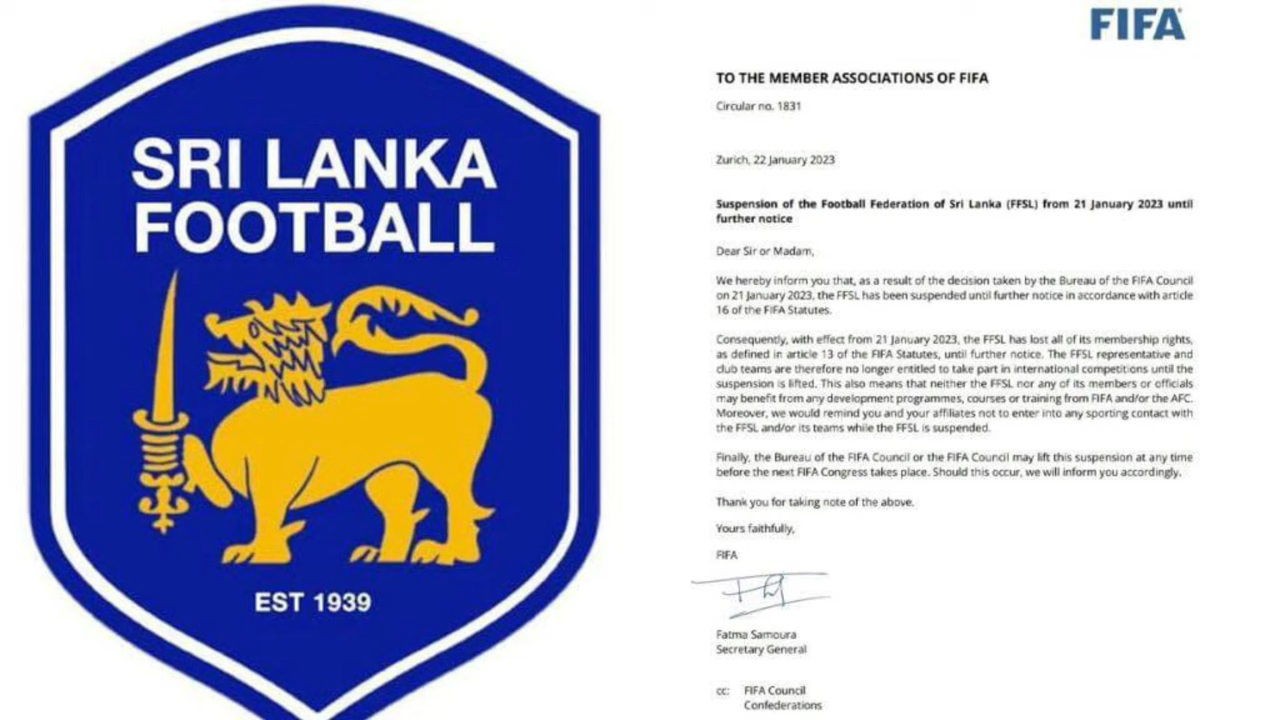 SRI LANKA
FOOTBALL
EST 1939
FIFA
TO THE MEMBER ASSOCIATIONS OF FIFA
Circular no. 1831
Zurich, 22 January 2023
Suspension of the Football Federation of Sri Lanka (FFSL) from 21 January 2023 until
further notice
Dear Sir or Madam,
We hereby inform you that, as a result of the decision taken by the Bureau of the FIFA Council
on 21 January 2023, the FFSL has been suspended until further notice in accordance with article
16 of the FIFA Statutes.
Consequently, with effect from 21 January 2023, the FFSL has lost all of its membership rights,
as defined in article 13 of the FIFA Statutes, until further notice. The FFSL representative and
club teams are therefore no longer entitled to take part in international competitions until the
suspension is lifted. This also means that neither the FFSL nor any of its members or officials
may benefit from any development programmes, courses or training from FIFA and/or the AFC.
Moreover, we would remind you and your affiliates not to enter into any sporting contact with
the FFSL and/or its teams while the FFSL is suspended.
Finally, the Bureau of the FIFA Council or the FIFA Council may lift this suspension at any time
before the next FIFA Congress takes place. Should this occur, we will inform you accordingly.
Thank you for taking note of the above.
Yours faithfully,
FIFA
Fatma Samoura
Secretary General
cc: FIFA Council
Confederations